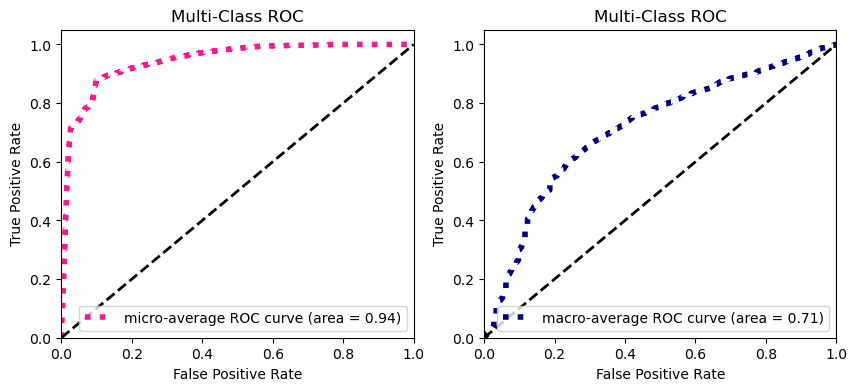 Multi-Class ROC
True Positive Rate
1.0
0.8
0.6
0.4
0.2
0.0
micro-average ROC curve (area = 0.94)
0.0 0.2 0.4 0.6 0.8 1.0
False Positive Rate
Multi-Class ROC
True Positive Rate
1.0
0.8
0.6
0.4
0.2
0.0
macro-average ROC curve (area = 0.71)
0.0 0.2 0.4 0.6 0.8 1.0
False Positive Rate